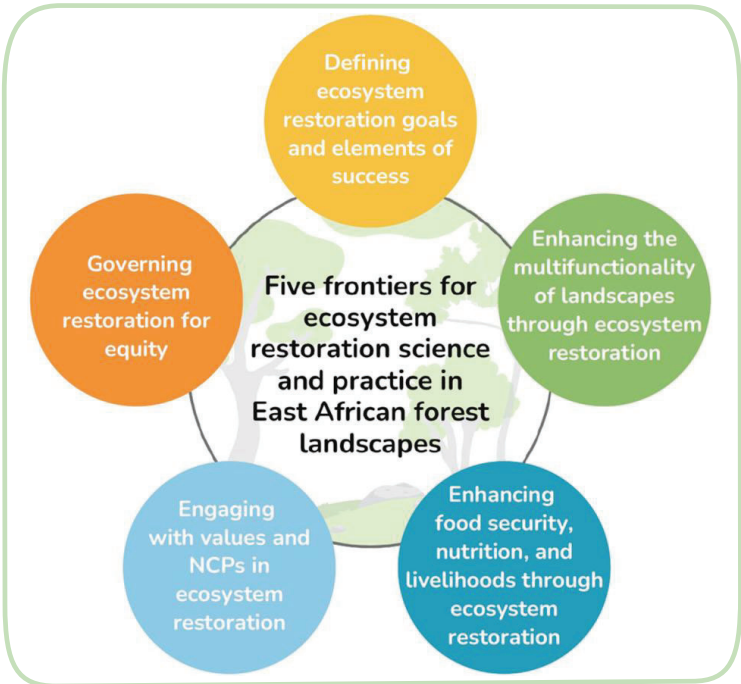 Defining
ecosystem
restoration goals
and elements of
success
Governing
ecosystem
restoration for
equity
Five frontiers for
ecosystem
restoration science
and practice in
East African forest
landscapes
Enhancing the
multifunctionality
of landscapes
through ecosystem
restoration
Engaging
with values and
NCPs in
ecosystem
restoration
Enhancing
food security,
nutrition, and
livelihoods through
ecosystem
restoration